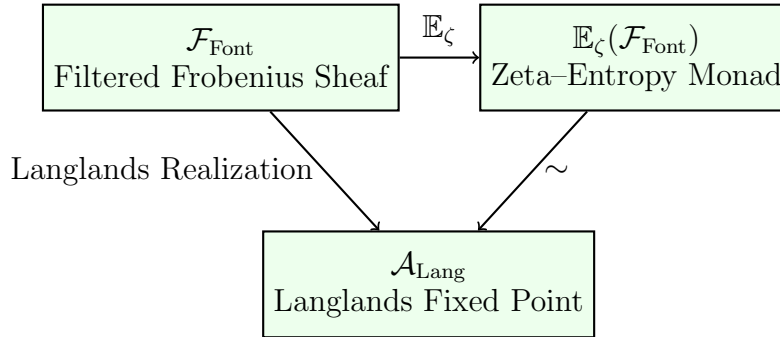 𝓕_Font
Filtered Frobenius Sheaf
𝔼_ζ
𝔼_ζ(𝓕_Font)
Zeta–Entropy Monad
Langlands Realization
∼
𝓐_Lang
Langlands Fixed Point